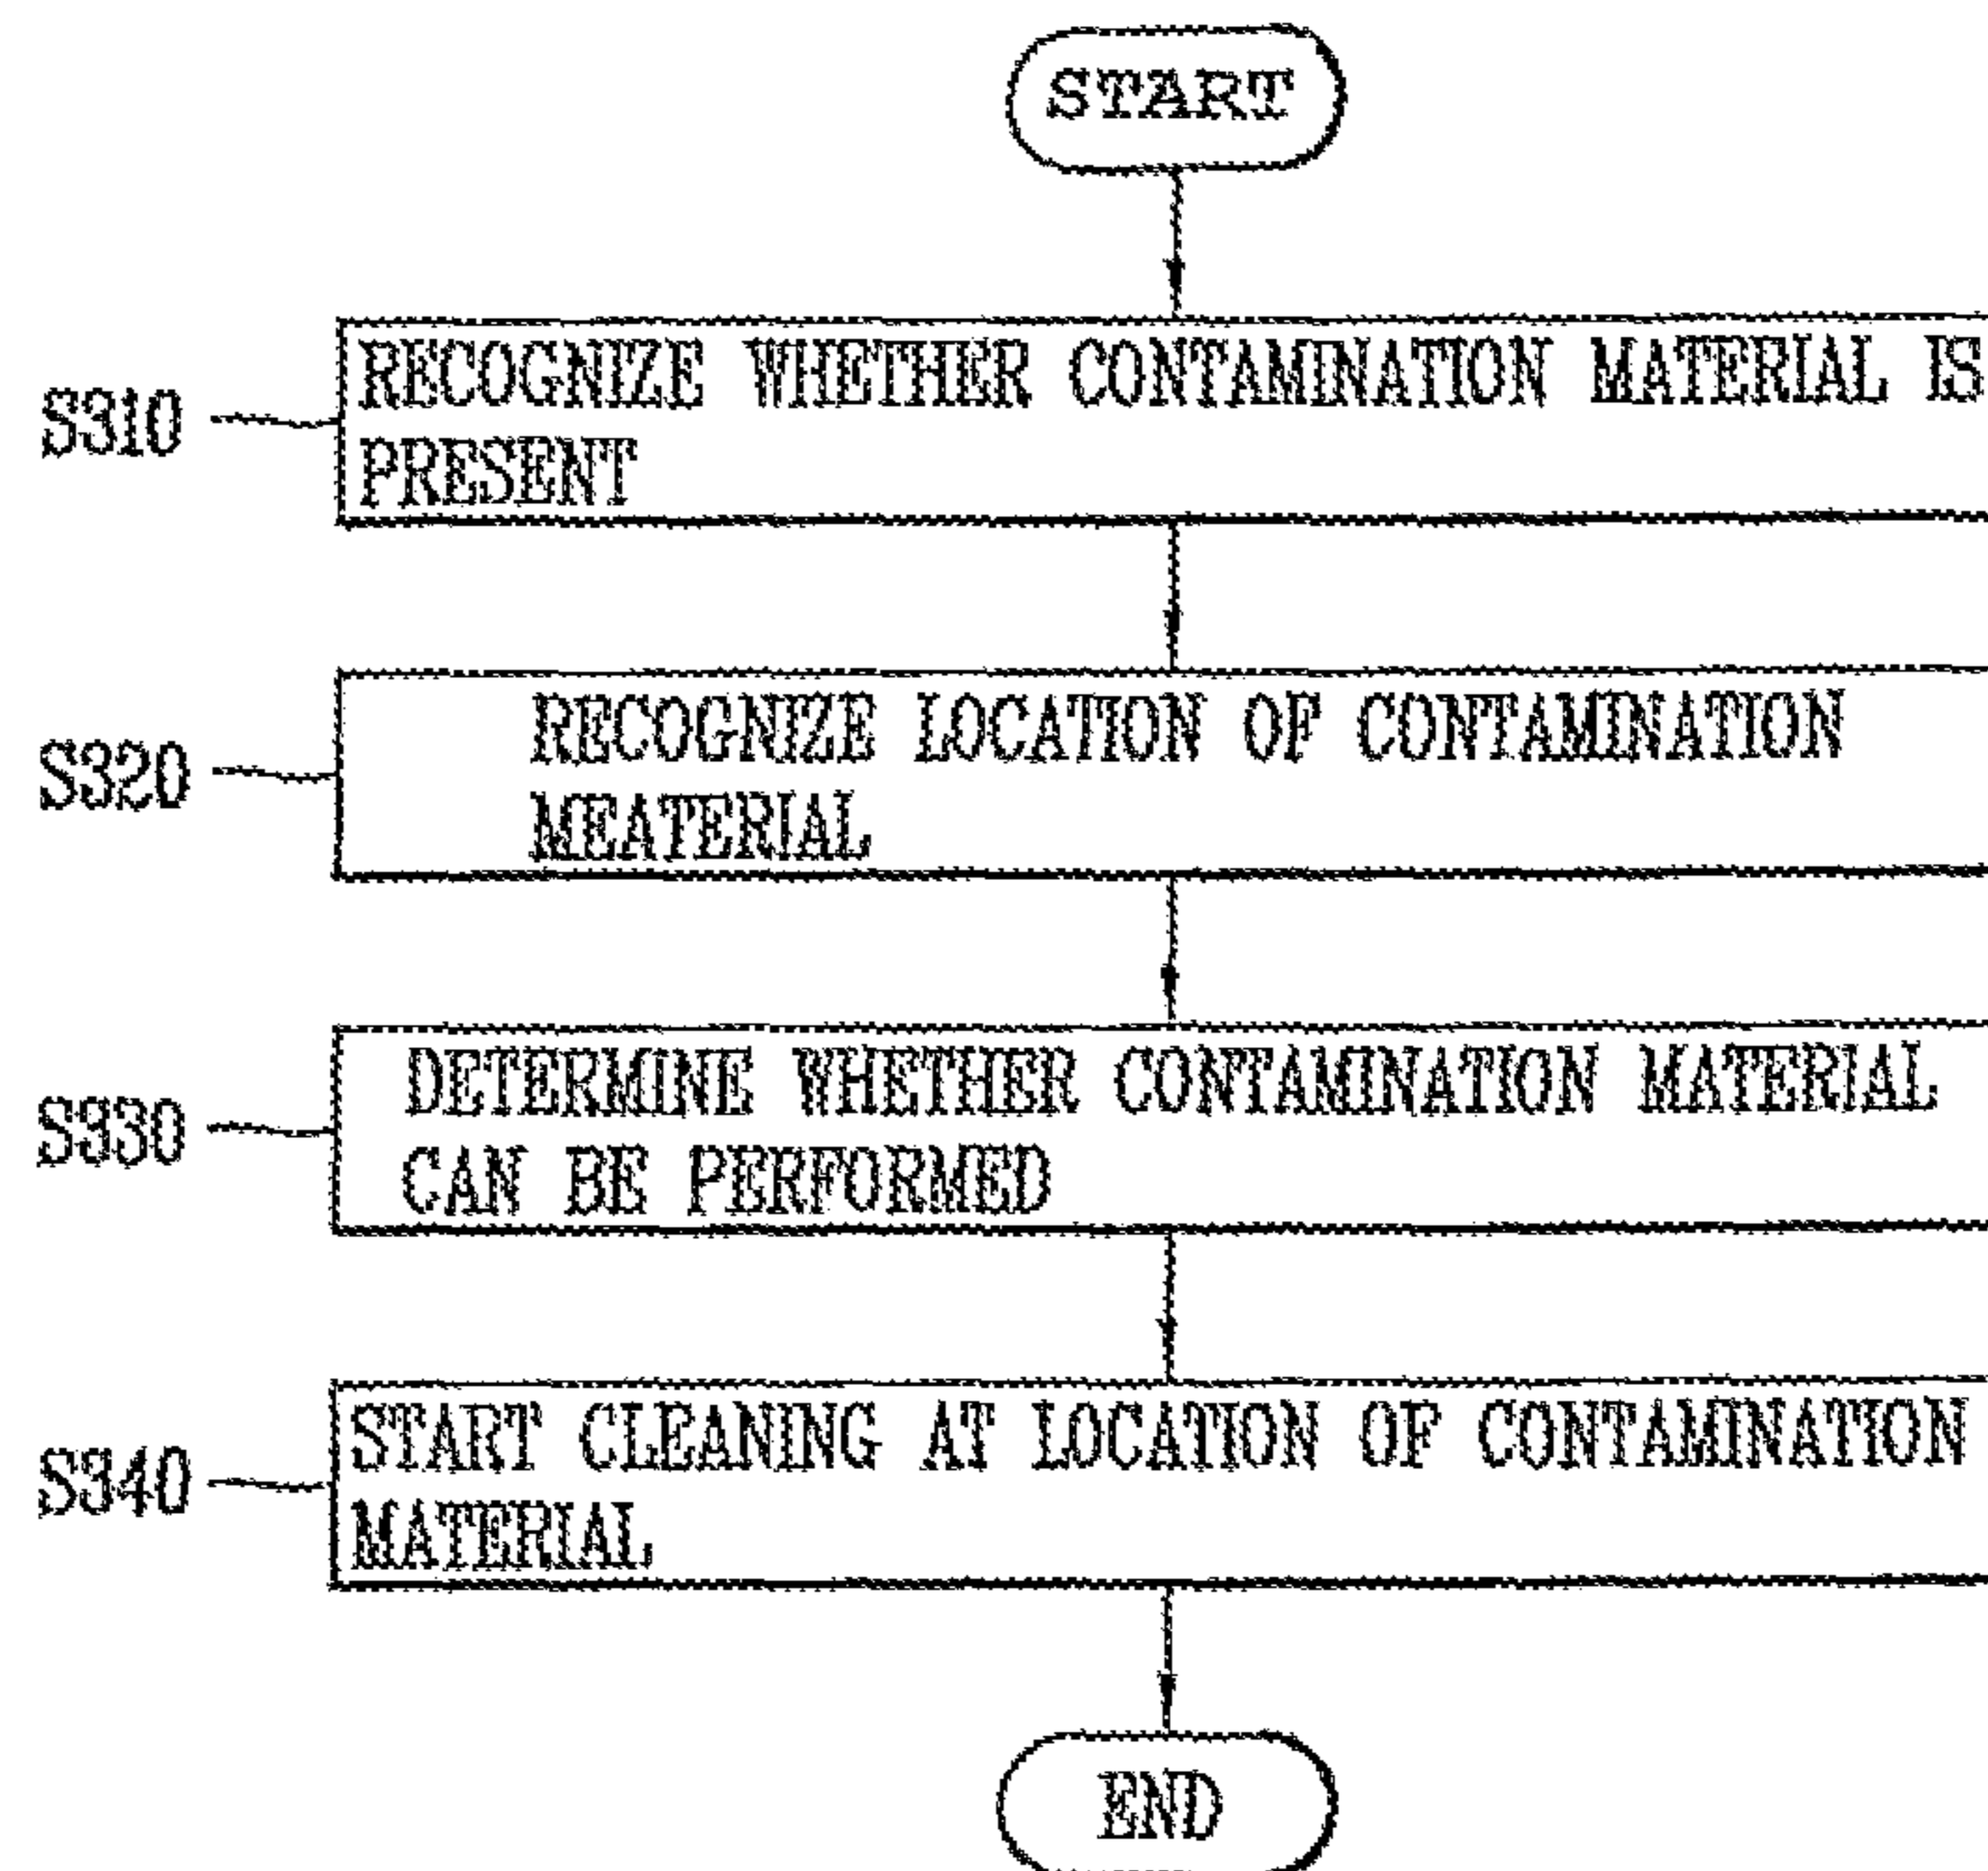 START
S310
RECOGNIZE WHETHER CONTAMINATION MATERIAL IS
PRESENT
S320
RECOGNIZE LOCATION OF CONTAMINATION
MEATERIAL
S330
DETERMINE WHETHER CONTAMINATION MATERIAL
CAN BE PERFORMED
S340
START CLEANING AT LOCATION OF CONTAMINATION
MATERIAL
END